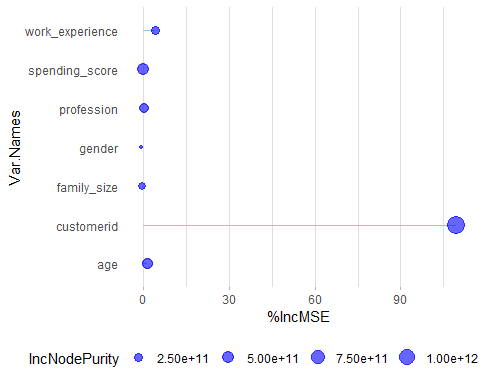 work_experience
spending_score
profession
gender
family_size
customerid
age
Var.Names
0 30 60 90
%IncMSE
IncNodePurity 2.50e+11 5.00e+11 7.50e+11 1.00e+12